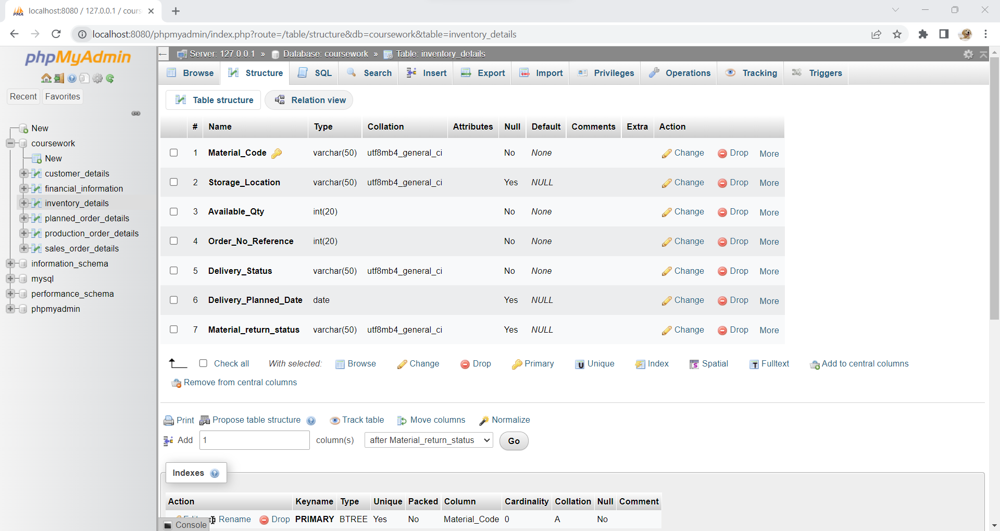 localhost:8080 / 127.0.0.1 / cours
localhost:8080/phpmyadmin/index.php?route=/table/structure&db=coursework&table=inventory_details
phpMyAdmin
Recent Favorites
New
coursework
New
customer_details
financial_information
inventory_details
planned_order_details
production_order_details
sales_order_details
information_schema
mysql
performance_schema
phpmyadmin
Server: 127.0.0.1 » Database: coursework » Table: inventory_details
Browse Structure SQL Search Insert Export Import Privileges Operations Tracking Triggers
Table structure Relation view
# Name Type Collation Attributes Null Default Comments Extra Action
1 Material_Code varchar(50) utf8mb4_general_ci No None Change Drop More
2 Storage_Location varchar(50) utf8mb4_general_ci Yes NULL Change Drop More
3 Available_Qty int(20) No None Change Drop More
4 Order_No_Reference int(20) No None Change Drop More
5 Delivery_Status varchar(50) utf8mb4_general_ci No None Change Drop More
6 Delivery_Planned_Date date Yes NULL Change Drop More
7 Material_return_status varchar(50) utf8mb4_general_ci Yes NULL Change Drop More
Check all With selected: Browse Change Drop Primary Unique Index Spatial Fulltext Add to central columns
Remove from central columns
Print Propose table structure Track table Move columns Normalize
Add 1 column(s) after Material_return_status Go
Indexes
Action Keyname Type Unique Packed Column Cardinality Collation Null Comment
Edit Rename Drop PRIMARY BTREE Yes No Material_Code 0 A No
Console